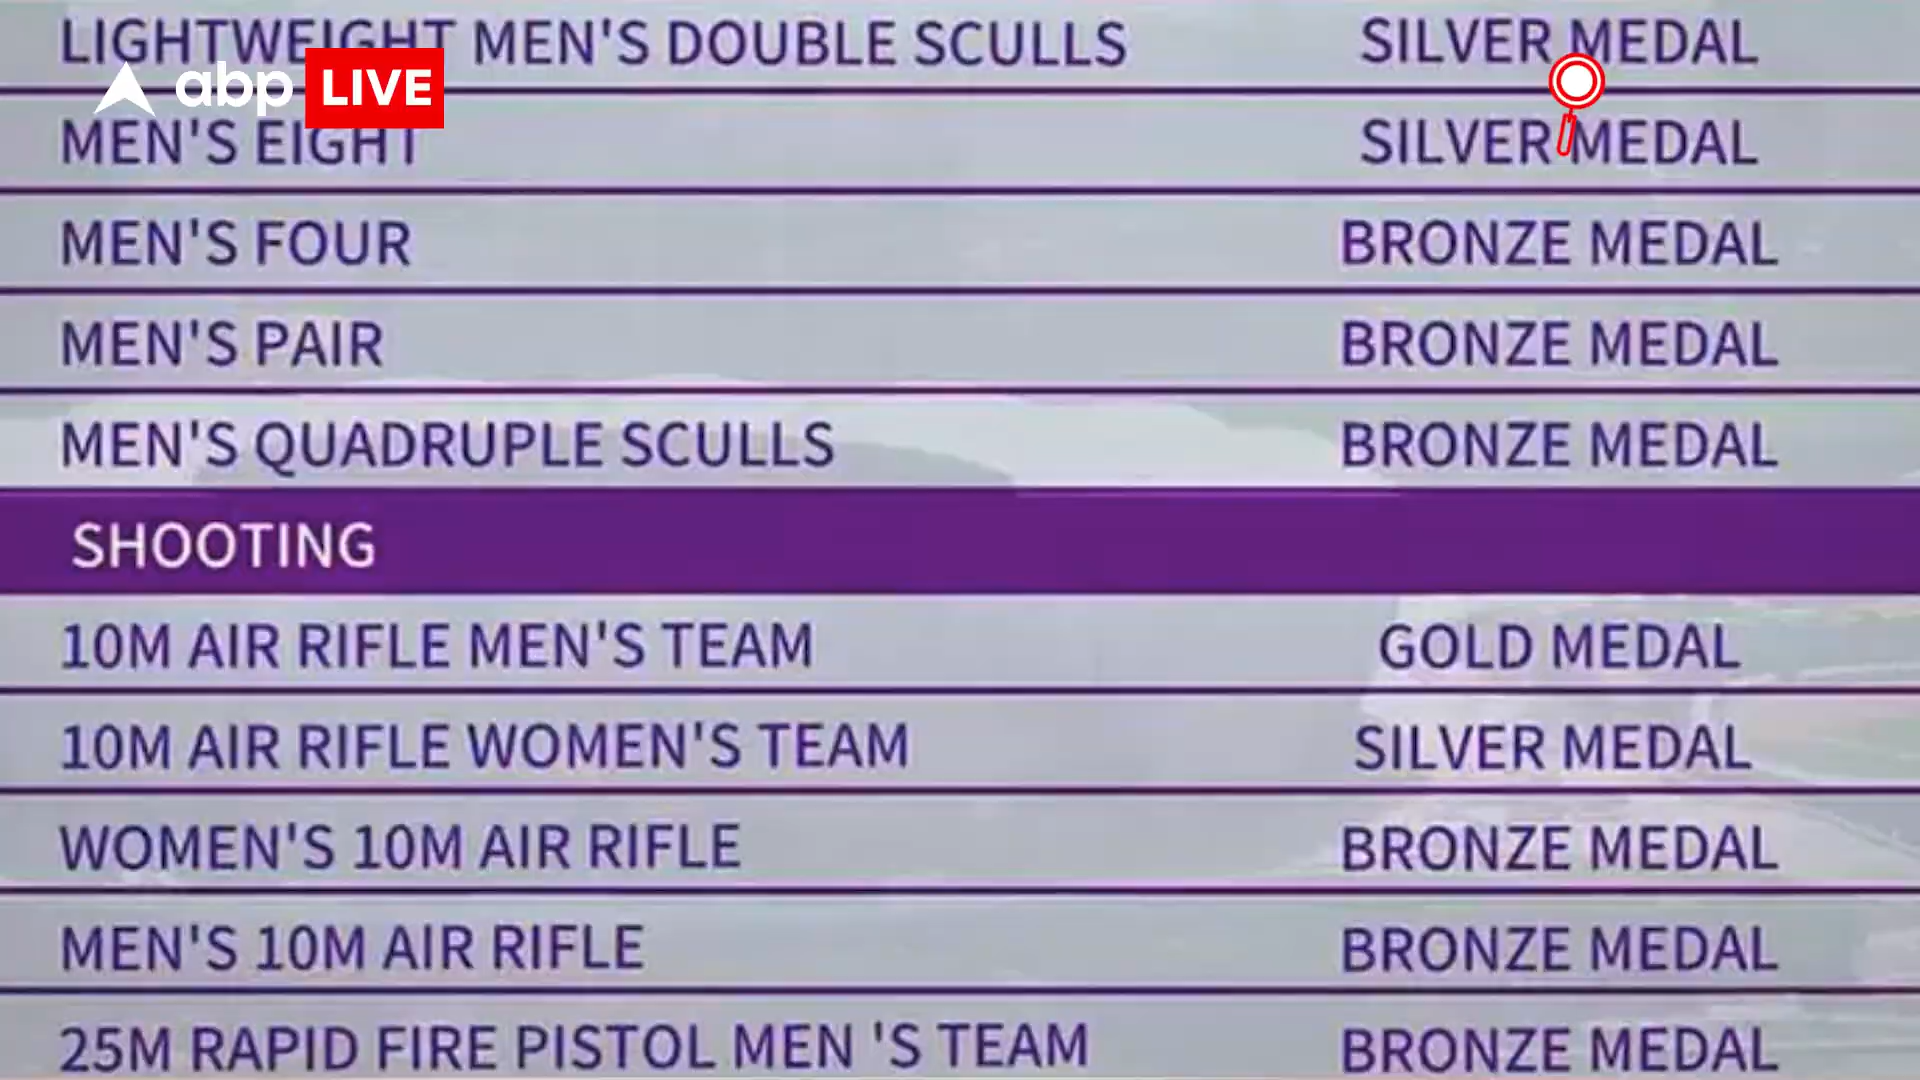 LIGHTWEIGHT MEN'S DOUBLE SCULLS SILVER MEDAL
abp LIVE
MEN'S EIGHT SILVER MEDAL
MEN'S FOUR BRONZE MEDAL
MEN'S PAIR BRONZE MEDAL
MEN'S QUADRUPLE SCULLS BRONZE MEDAL
SHOOTING
10M AIR RIFLE MEN'S TEAM GOLD MEDAL
10M AIR RIFLE WOMEN'S TEAM SILVER MEDAL
WOMEN'S 10M AIR RIFLE BRONZE MEDAL
MEN'S 10M AIR RIFLE BRONZE MEDAL
25M RAPID FIRE PISTOL MEN 'S TEAM BRONZE MEDAL